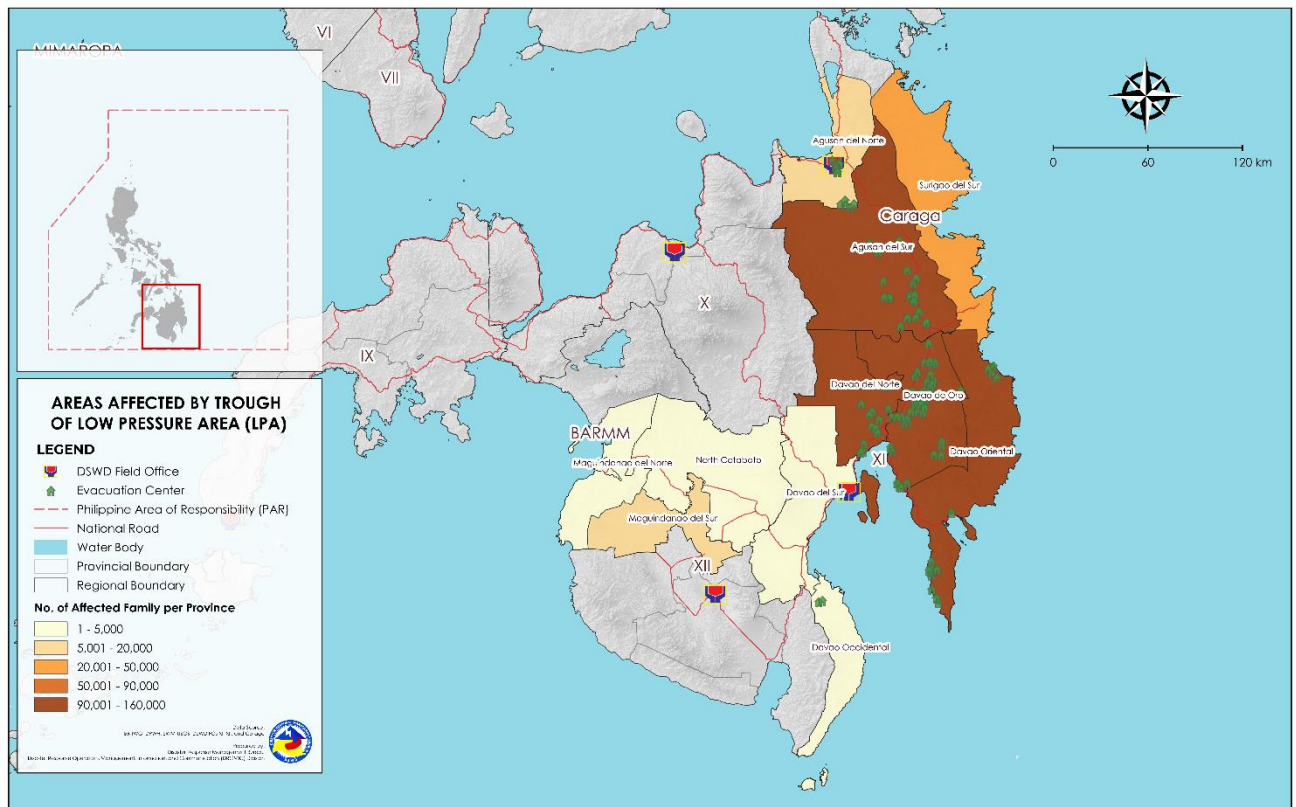 MIMAROPA
VI
VII
Agusan del Norte
0 60 120 km
Surigao del Sur
Caraga
Agusan del Sur
X
IX
Davao del Norte
Davao de Oro
BARMM
Maguindanao del Norte
North Cotabato
Davao Oriental
XI
Davao del Sur
Maguindanao del Sur
XII
Davao Occidental
AREAS AFFECTED BY TROUGH
OF LOW PRESSURE AREA (LPA)
LEGEND
DSWD Field Office
Evacuation Center
Philippine Area of Responsibility (PAR)
National Road
Water Body
Provincial Boundary
Regional Boundary
No. of Affected Family per Province
1 - 5,000
5,001 - 20,000
20,001 - 50,000
50,001 - 90,000
90,001 - 160,000
Data Source:
Prepared by: